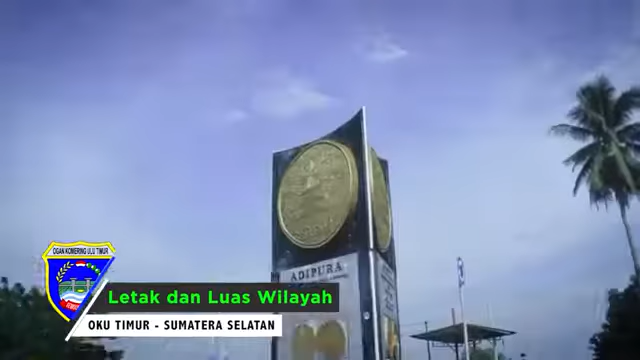 ADIPURA
OGAN KOMERING ULU TIMUR
Letak dan Luas Wilayah
OKU TIMUR - SUMATERA SELATAN